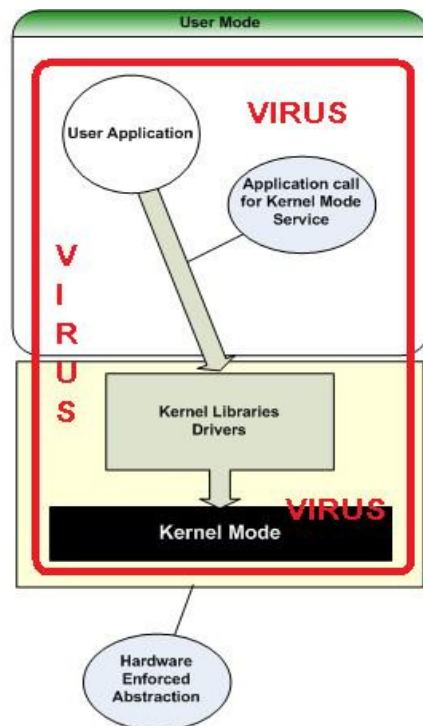 User Mode
User Application
VIRUS
Application call
for Kernel Mode
Service
V
I
R
U
S
Kernel Libraries
Drivers
VIRUS
Kernel Mode
Hardware
Enforced
Abstraction